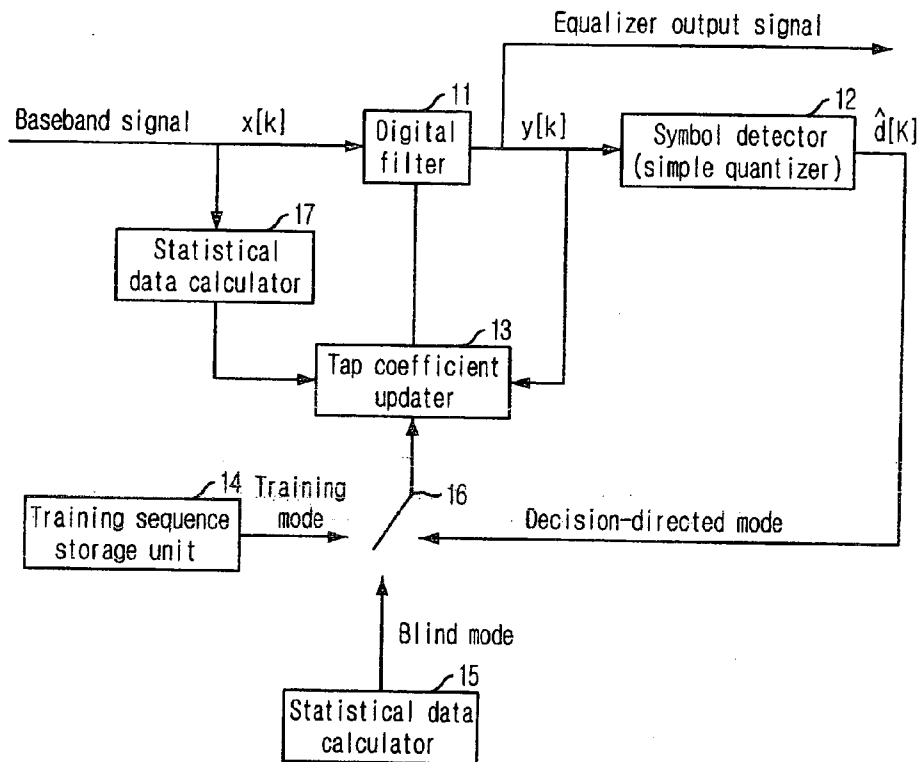 Equalizer output signal
11
12
Baseband signal
x[k]
Digital
filter
y[k]
Symbol detector
(simple quantizer)
d̂[K]
17
Statistical
data calculator
13
Tap coefficient
updater
14
Training
mode
16
Training sequence
storage unit
Decision-directed mode
Blind mode
15
Statistical data
calculator